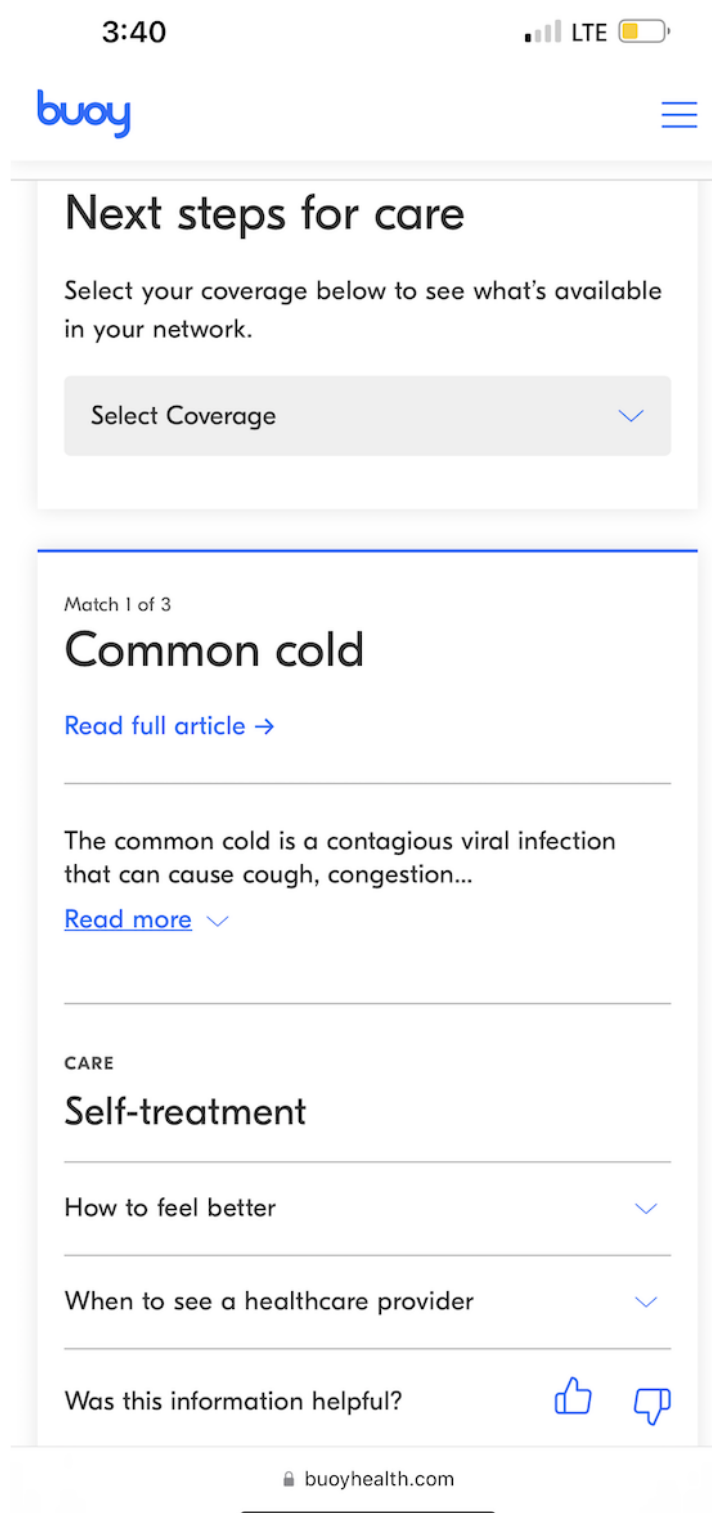 3:40
LTE
buoy
Next steps for care
Select your coverage below to see what’s available
in your network.
Select Coverage
Match 1 of 3
Common cold
Read full article →
The common cold is a contagious viral infection
that can cause cough, congestion...
Read more
CARE
Self-treatment
How to feel better
When to see a healthcare provider
Was this information helpful?
buoyhealth.com